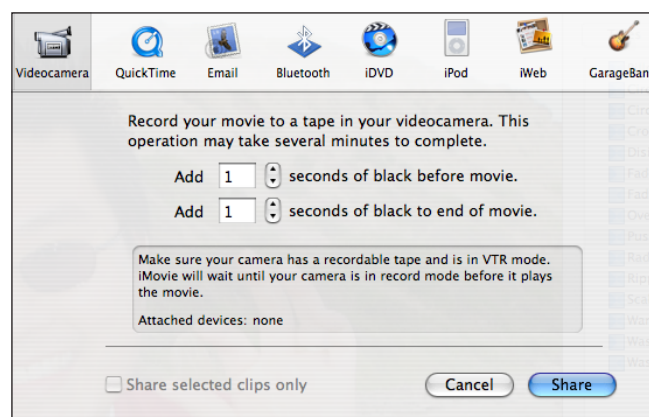 Videocamera QuickTime Email Bluetooth iDVD iPod iWeb GarageBan
Record your movie to a tape in your videocamera. This
operation may take several minutes to complete.
Add 1 seconds of black before movie.
Add 1 seconds of black to end of movie.
Make sure your camera has a recordable tape and is in VTR mode.
iMovie will wait until your camera is in record mode before it plays
the movie.
Attached devices: none
Share selected clips only
Cancel Share